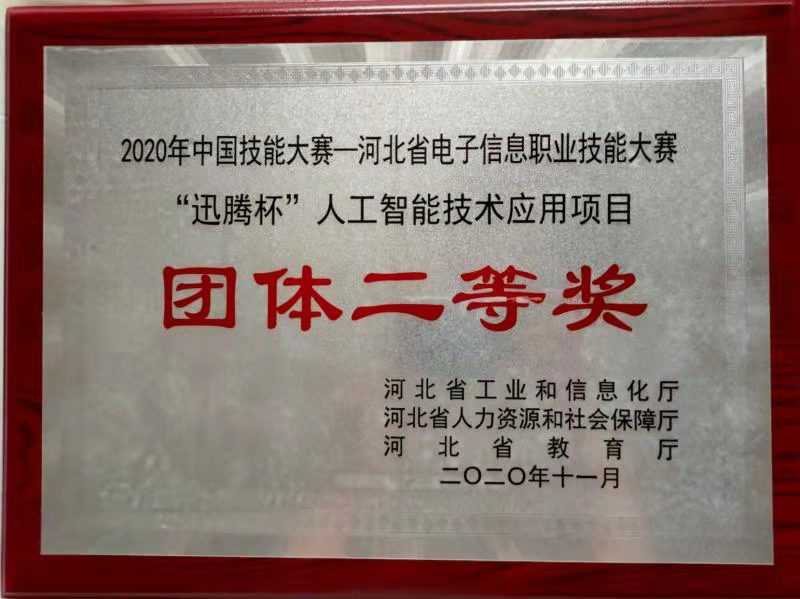 2020年中国技能大赛—河北省电子信息职业技能大赛
“迅腾杯”人工智能技术应用项目
团体二等奖
河北省工业和信息化厅
河北省人力资源和社会保障厅
河北省教育厅
二〇二〇年十一月